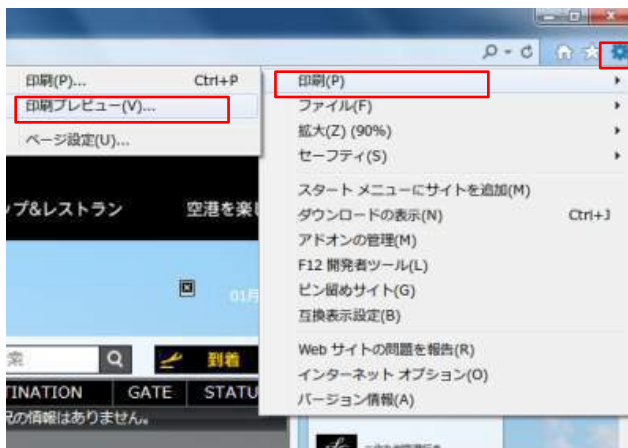 印刷(P)... Ctrl+P
印刷プレビュー(V)...
ページ設定(U)...
印刷(P)
ファイル(F)
拡大(Z) (90%)
セーフティ(S)
スタート メニューにサイトを追加(M)
ダウンロードの表示(N) Ctrl+J
アドオンの管理(M)
F12 開発者ツール(L)
ピン留めサイト(G)
互換表示設定(B)
Web サイトの問題を報告(R)
インターネット オプション(O)
バージョン情報(A)
ップ&レストラン 空港を楽し
01月
索 到着
TINATION GATE STATU
況の情報はありません。